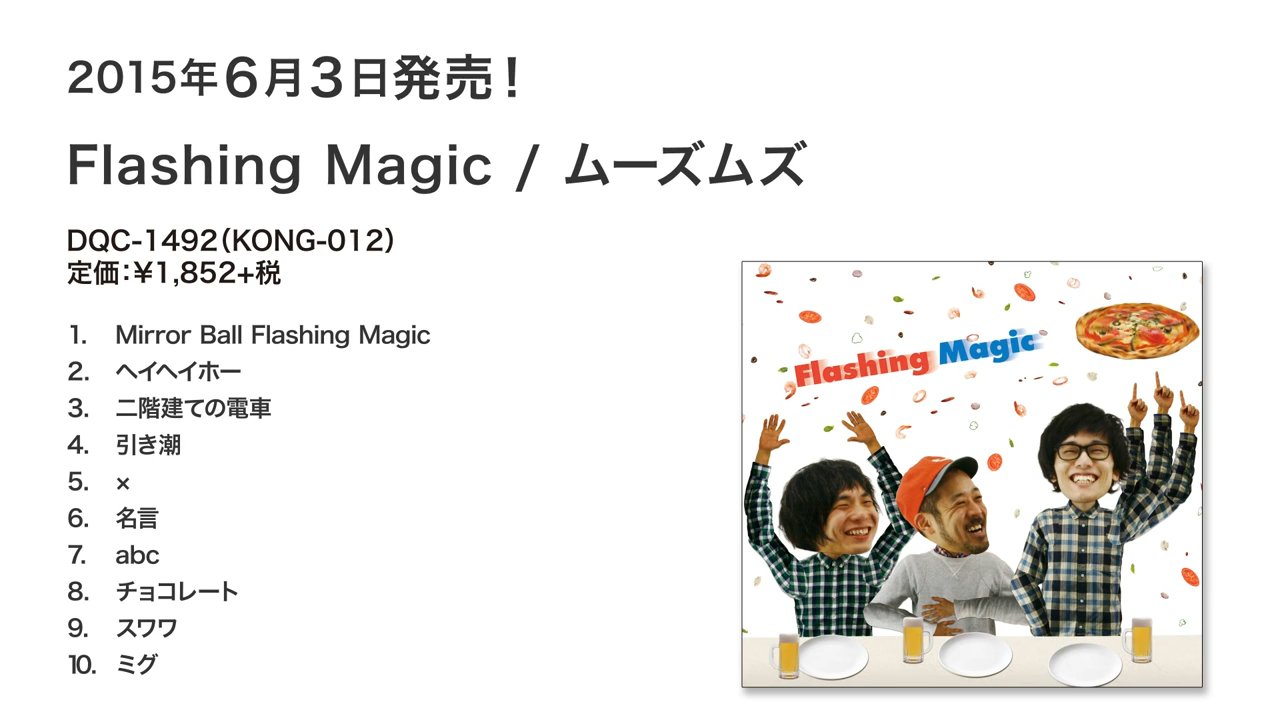 2015年6月3日発売！
Flashing Magic / ムーズムズ
DQC-1492（KONG-012）
定価：¥1,852+税
1. Mirror Ball Flashing Magic
2. ヘイヘイホー
3. 二階建ての電車
4. 引き潮
5. ×
6. 名言
7. abc
8. チョコレート
9. スワワ
10. ミグ
Flashing Magic